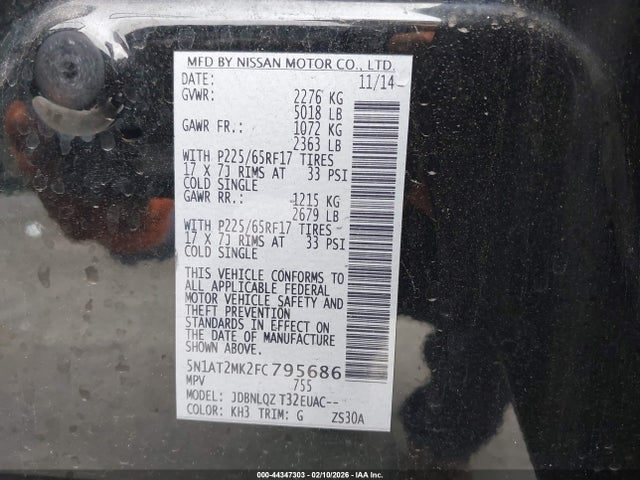 MFD BY NISSAN MOTOR CO., LTD.
DATE: 11/14
GVWR: 2276 KG
5018 LB
GAWR FR.: 1072 KG
2363 LB
WITH P225/65RF17 TIRES
17 X 7J RIMS AT 33 PSI
COLD SINGLE
GAWR RR.: 1215 KG
2679 LB
WITH P225/65RF17 TIRES
17 X 7J RIMS AT 33 PSI
COLD SINGLE
THIS VEHICLE CONFORMS TO
ALL APPLICABLE FEDERAL
MOTOR VEHICLE SAFETY AND
THEFT PREVENTION
STANDARDS IN EFFECT ON
THE DATE OF MANUFACTURE
SHOWN ABOVE.
5N1AT2MK2FC795686
MPV 755
MODEL: JDBNLQZ T32EUAC--
COLOR: KH3 TRIM: G ZS30A
000-44347303 - 02/10/2026 - IAA Inc.